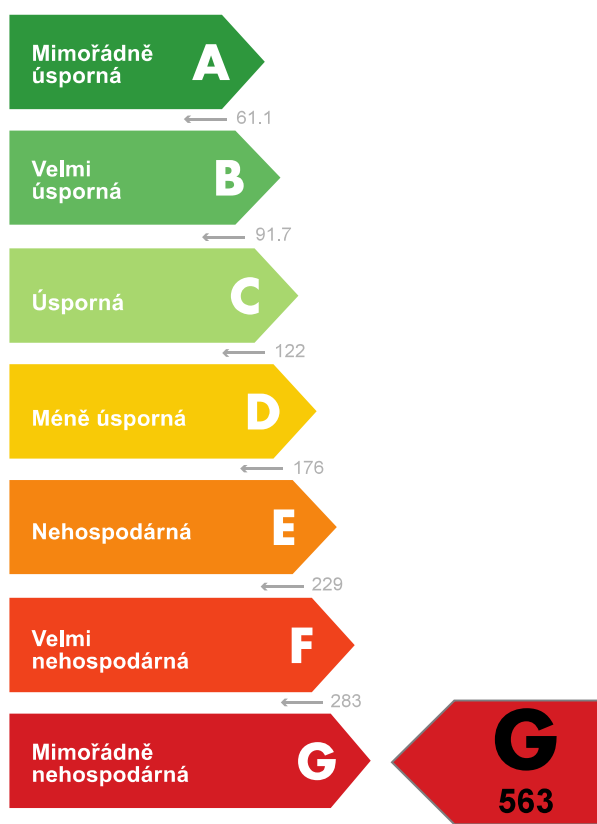 Mimořádně
úsporná
A
61.1
Velmi
úsporná
B
91.7
Úsporná
C
122
Méně úsporná
D
176
Nehospodárná
E
229
Velmi
nehospodárná
F
283
Mimořádně
nehospodárná
G
G
563